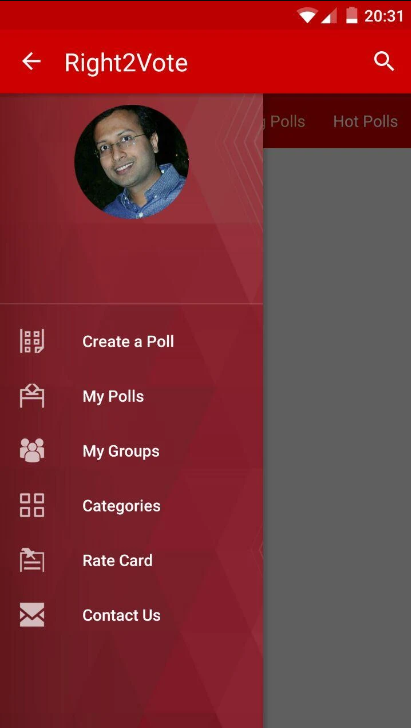 20:31
Right2Vote
Polls
Hot Polls
Create a Poll
My Polls
My Groups
Categories
Rate Card
Contact Us